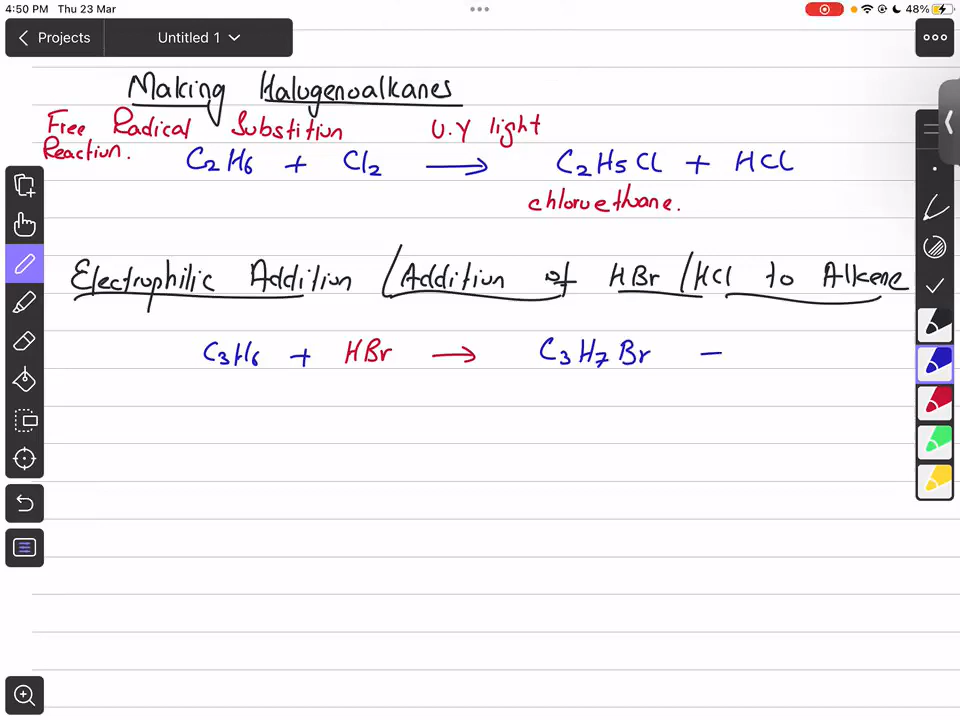 4:50 PM Thu 23 Mar
48%
Projects
Untitled 1
Making Halogenoalkanes
Free Radical Substition U.V light
Reaction.
C2H6 + Cl2 → C2H5Cl + HCl
chloroethane.
Electrophilic Addition / Addition of HBr / HCl to Alkene
C3H6 + HBr → C3H7Br –